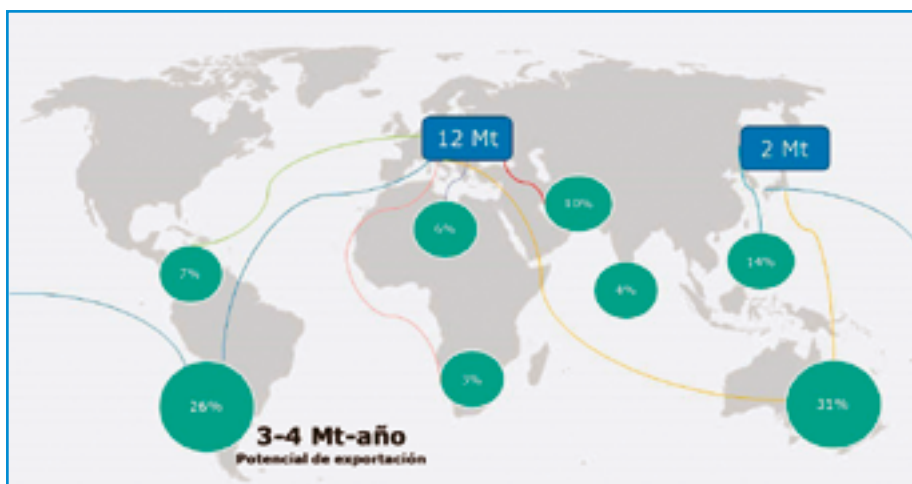 12 Mt
2 Mt
10%
6%
14%
7%
4%
3%
26%
31%
3-4 Mt-año
Potencial de exportación